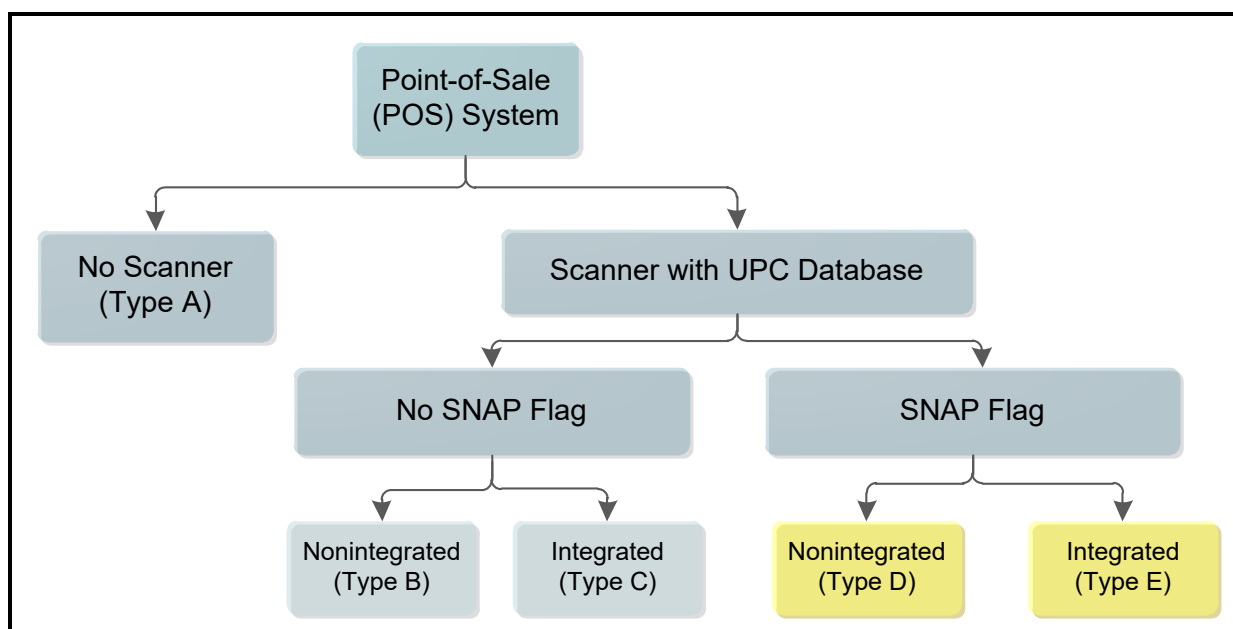 Point-of-Sale
(POS) System
No Scanner
(Type A)
Scanner with UPC Database
No SNAP Flag
SNAP Flag
Nonintegrated
(Type B)
Integrated
(Type C)
Nonintegrated
(Type D)
Integrated
(Type E)